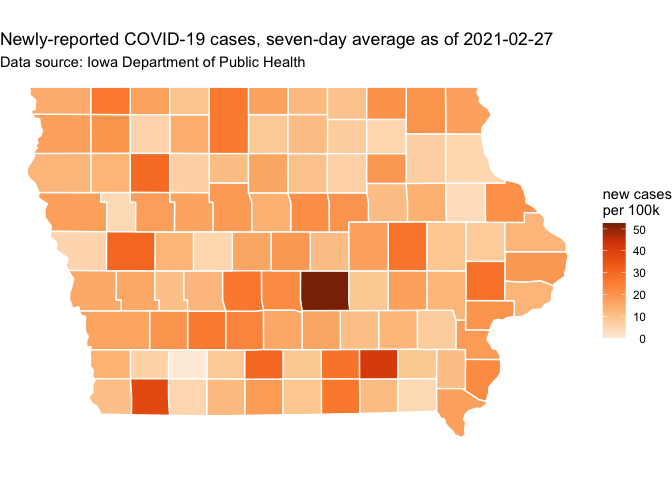 Newly-reported COVID-19 cases, seven-day average as of 2021-02-27
Data source: Iowa Department of Public Health
new cases
per 100k
50
40
30
20
10
0